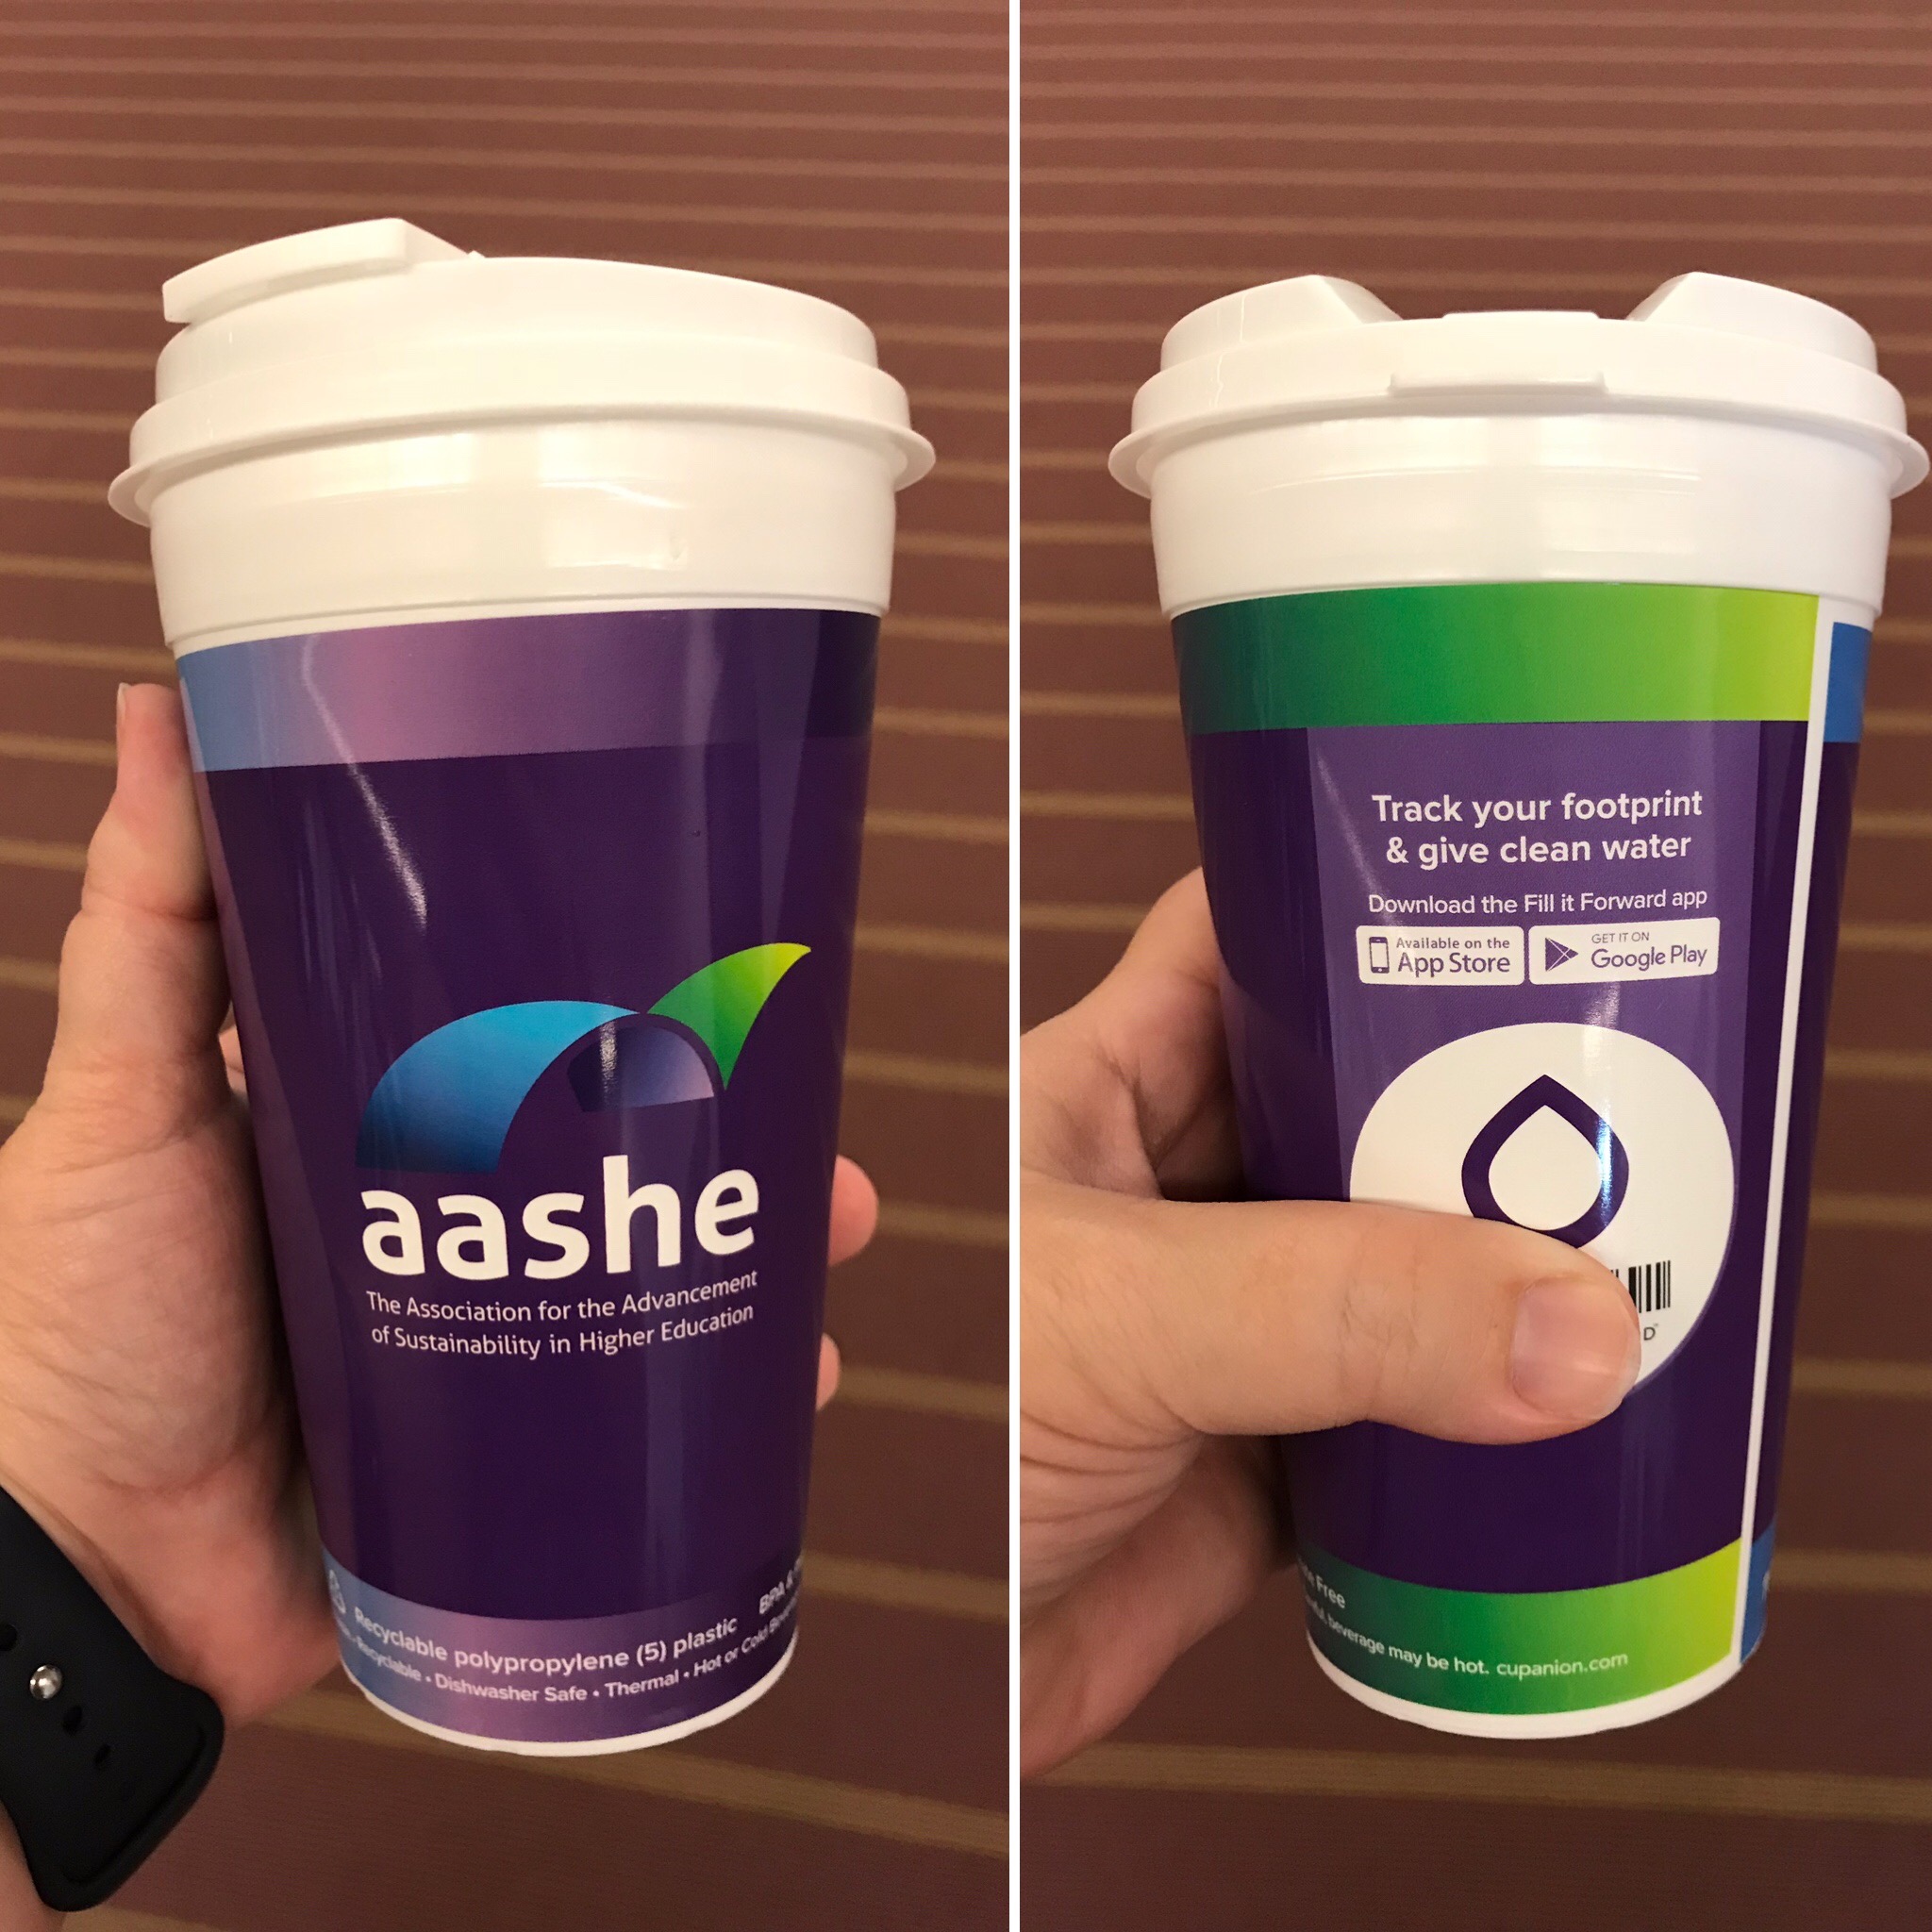 aashe
The Association for the Advancement
of Sustainability in Higher Education
Recyclable polypropylene (5) plastic BPA &
Recyclable • Dishwasher Safe • Thermal • Hot or Cold
Track your footprint
& give clean water
Download the Fill it Forward app
Available on the
App Store
GET IT ON
Google Play
D
Free
beverage may be hot. cupanion.com